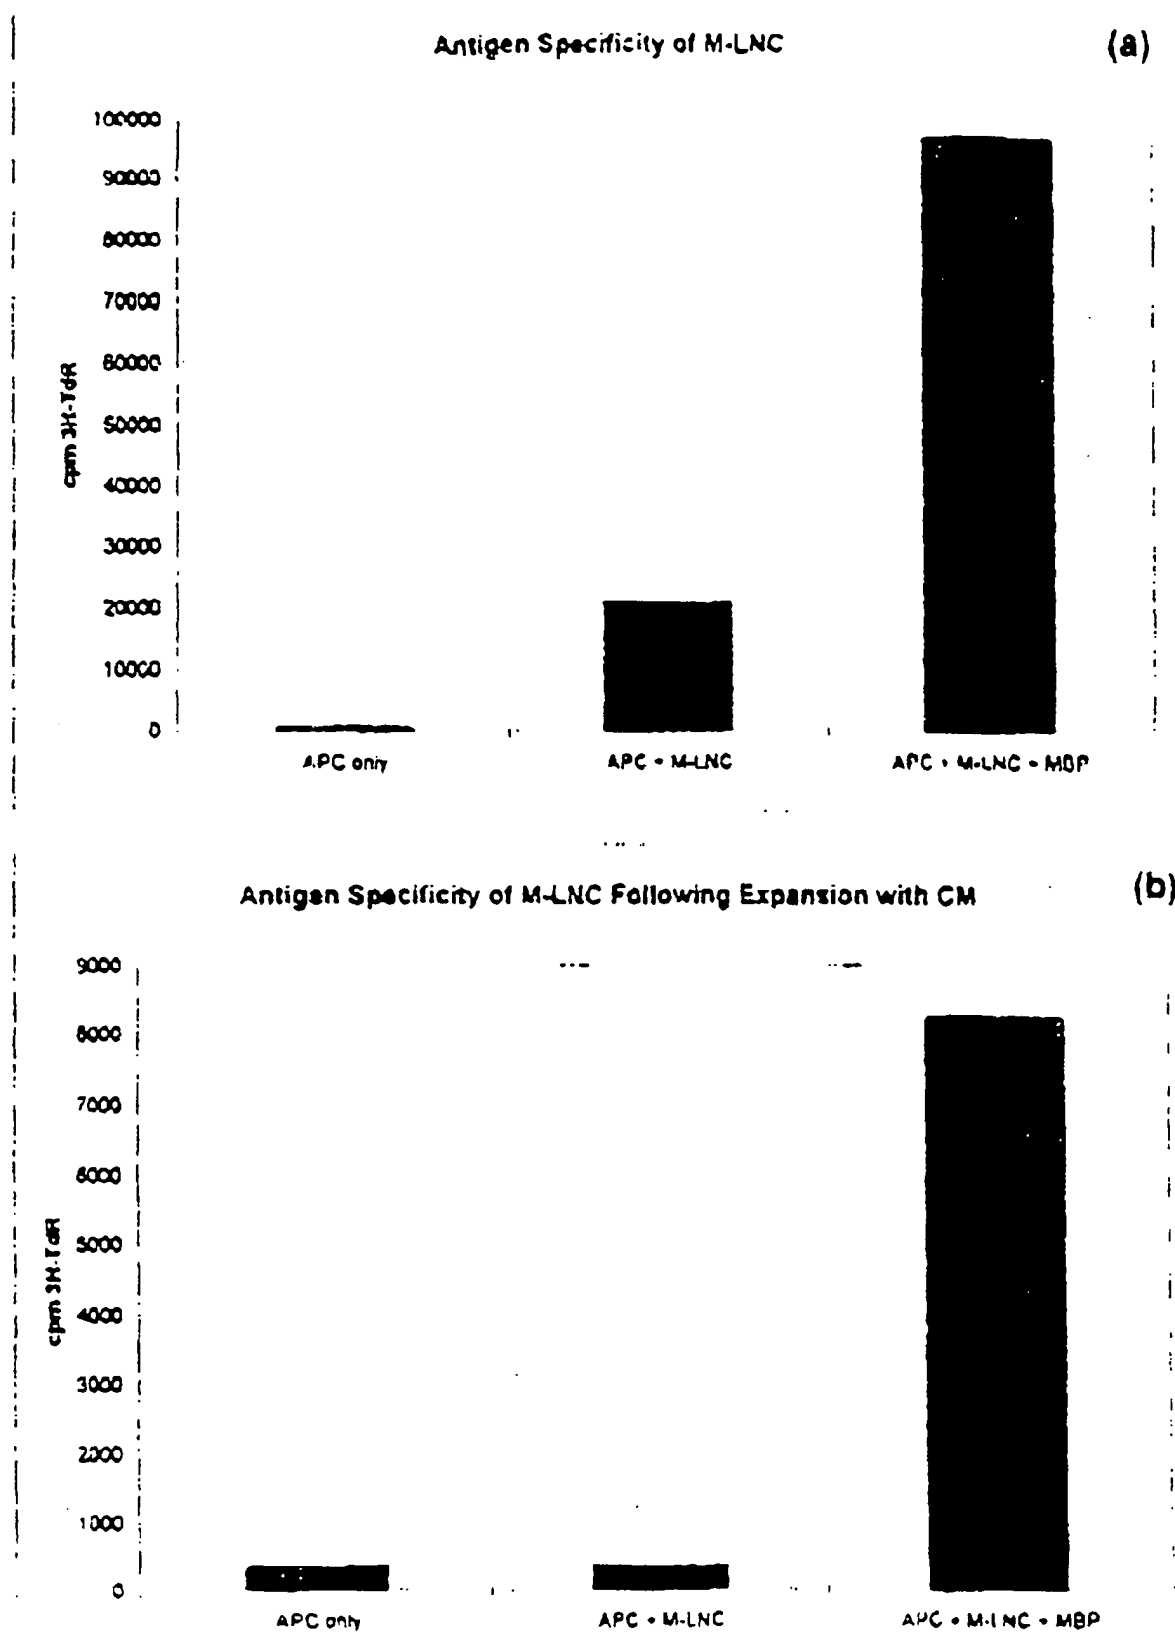 Antigen Specificity of M-LNC
(a)
100000
90000
80000
70000
60000
50000
40000
30000
20000
10000
0
cpm 3H-TdR
APC only
APC + M-LNC
APC + M-LNC + MBP
Antigen Specificity of M-LNC Following Expansion with CM
(b)
9000
8000
7000
6000
5000
4000
3000
2000
1000
0
cpm 3H-TdR
APC only
APC + M-LNC
APC + M-LNC + MBP